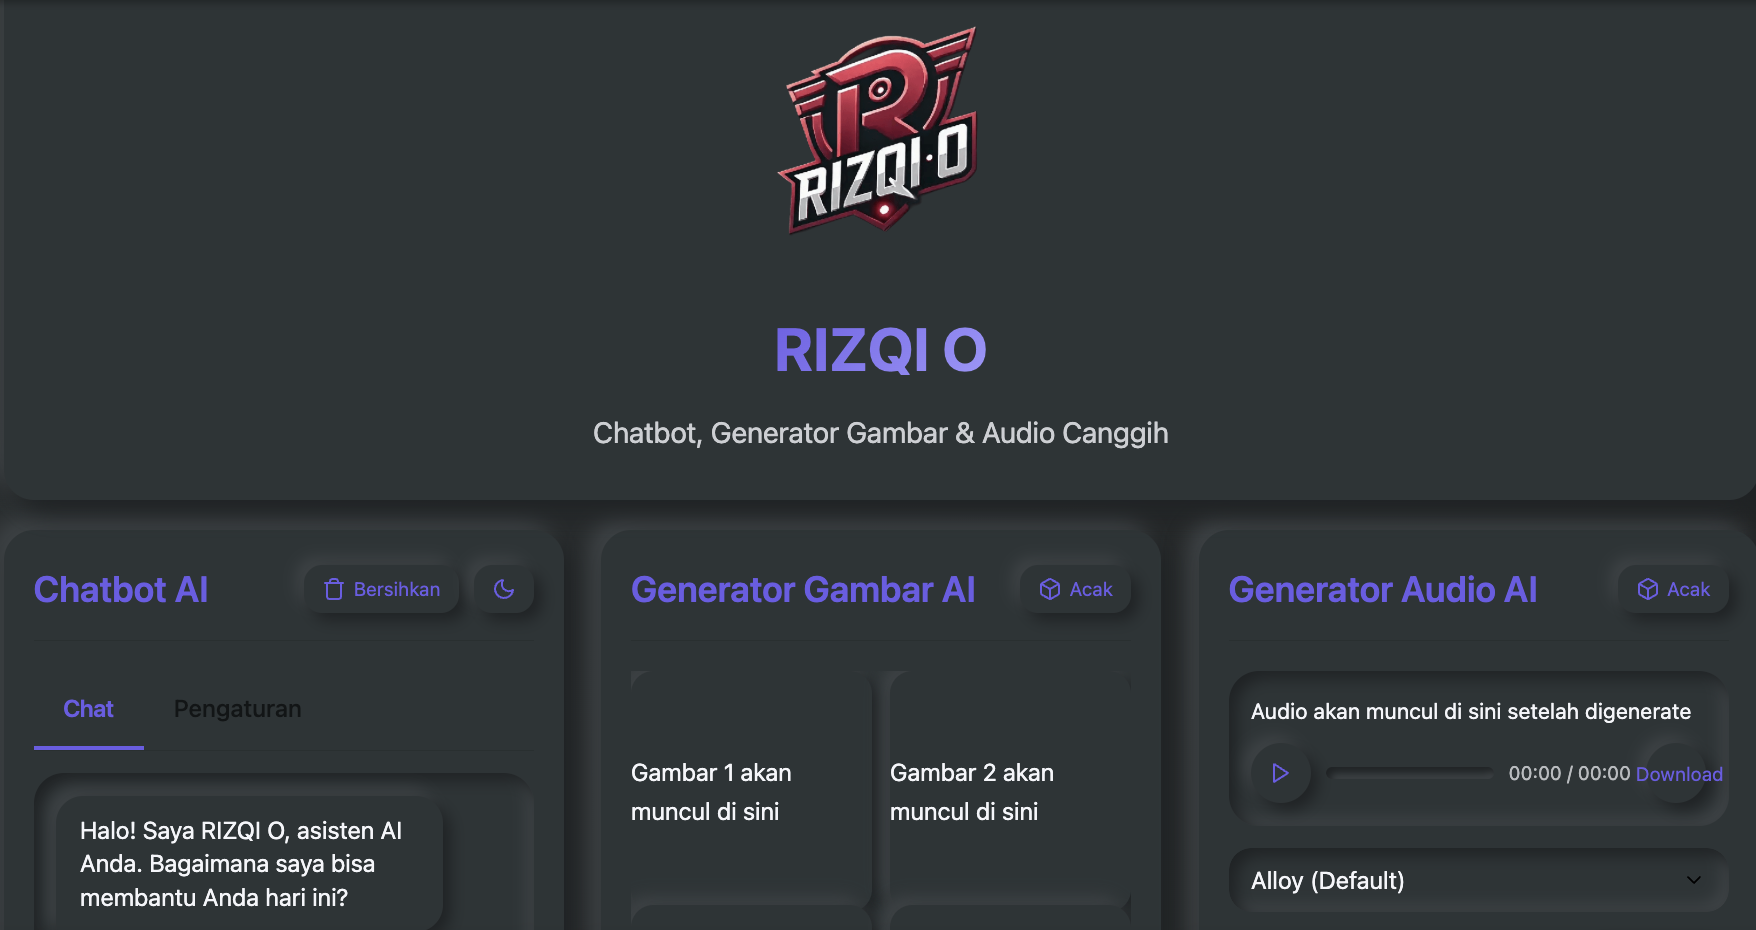 R
RIZQI·O
RIZQI O
Chatbot, Generator Gambar & Audio Canggih
Chatbot AI
Bersihkan
Chat
Pengaturan
Halo! Saya RIZQI O, asisten AI
Anda. Bagaimana saya bisa
membantu Anda hari ini?
Generator Gambar AI
Acak
Gambar 1 akan
muncul di sini
Gambar 2 akan
muncul di sini
Generator Audio AI
Acak
Audio akan muncul di sini setelah digenerate
00:00 / 00:00
Download
Alloy (Default)